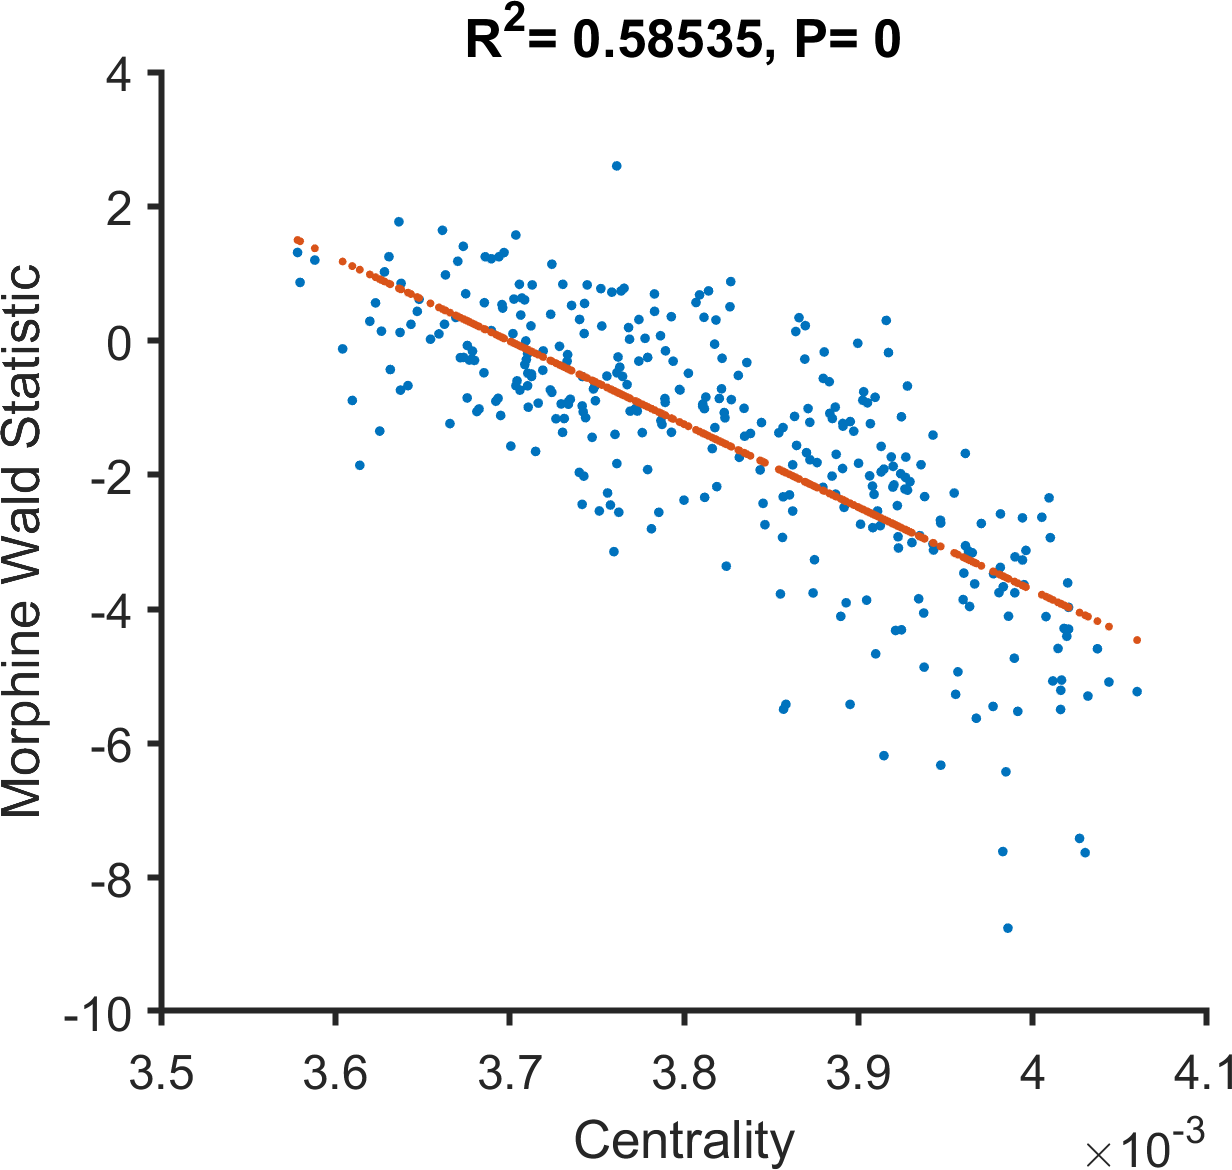 R²= 0.58535, P= 0
4
2
0
-2
-4
-6
-8
-10
Morphine Wald Statistic
3.5 3.6 3.7 3.8 3.9 4 4.1
Centrality
×10⁻³